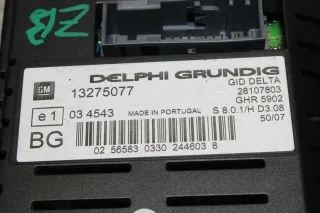 ZB
DELPHI GRUNDIG
GM 13275077 GID DELTA
28107803
GHR 5902
e1 03 4543 MADE IN PORTUGAL S 8.0.1/H D3.08
50/07
BG
02 56583 0330 244603 8